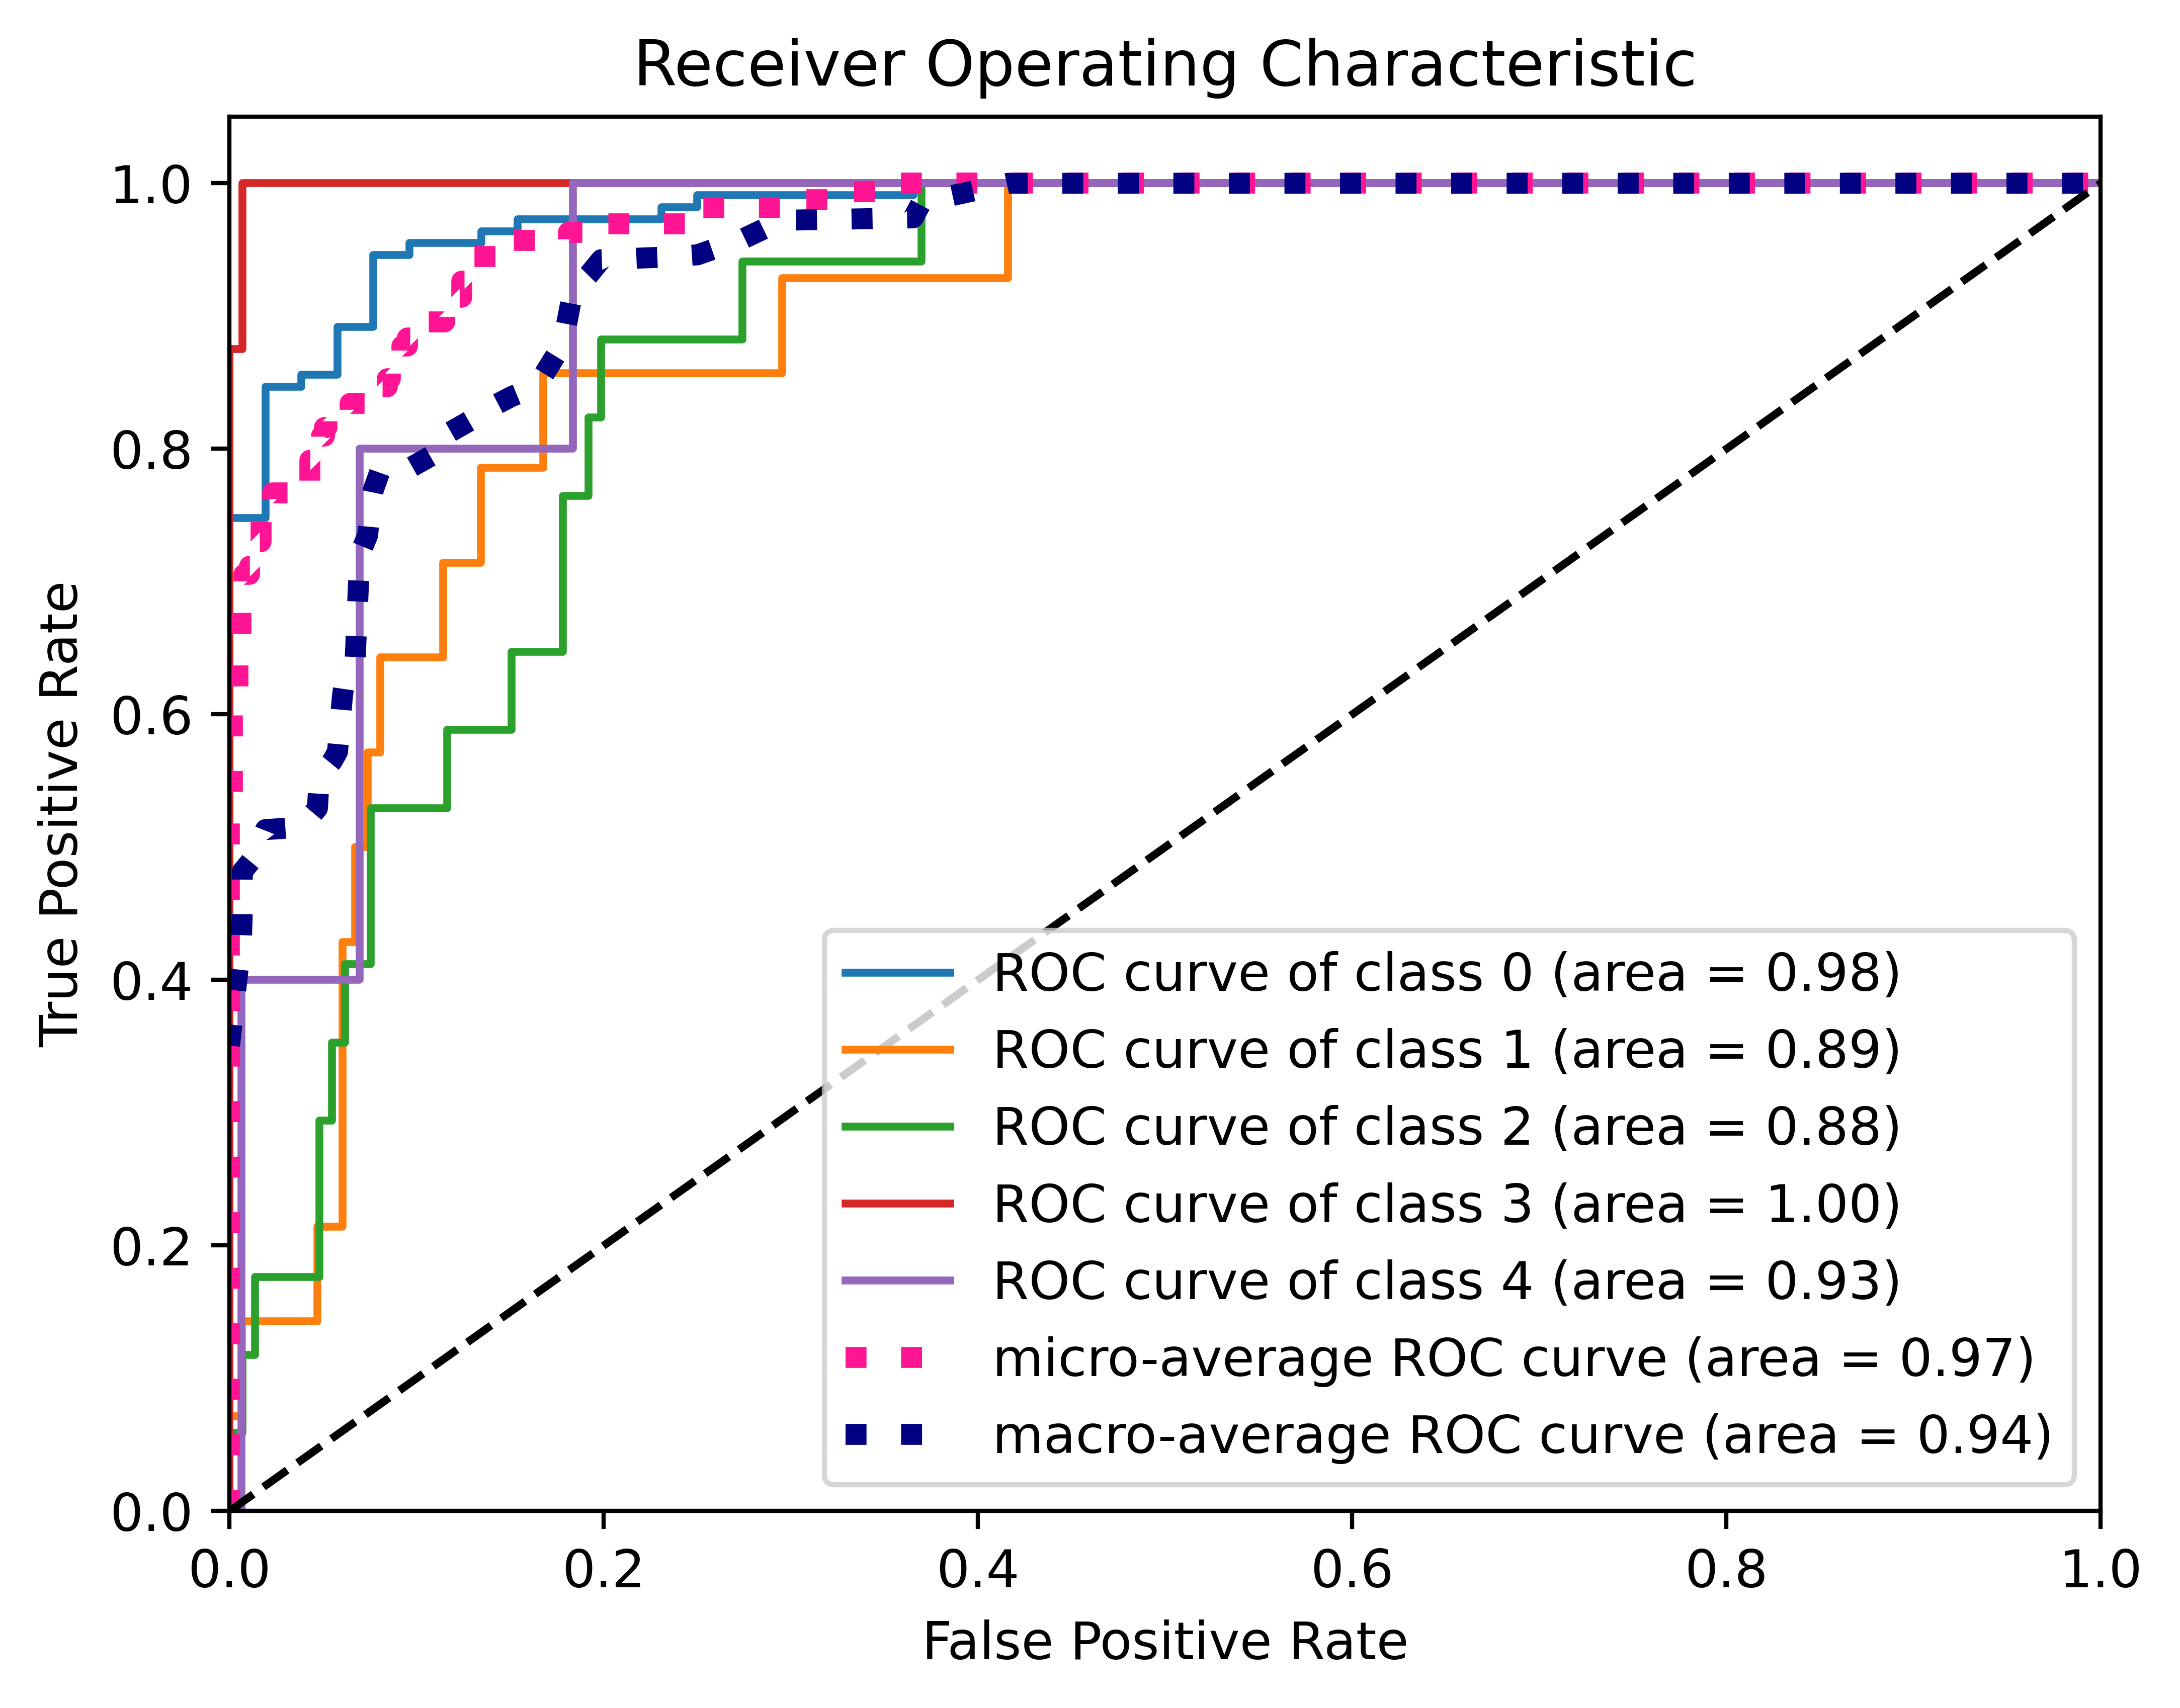 Receiver Operating Characteristic
1.0
0.8
0.6
0.4
0.2
0.0
True Positive Rate
ROC curve of class 0 (area = 0.98)
ROC curve of class 1 (area = 0.89)
ROC curve of class 2 (area = 0.88)
ROC curve of class 3 (area = 1.00)
ROC curve of class 4 (area = 0.93)
micro-average ROC curve (area = 0.97)
macro-average ROC curve (area = 0.94)
0.0 0.2 0.4 0.6 0.8 1.0
False Positive Rate